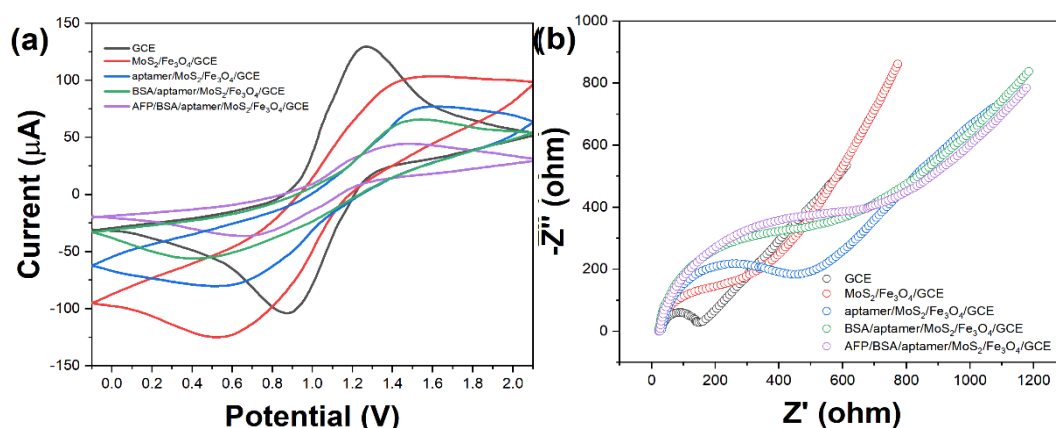 (a)
150
100
50
0
-50
-100
-150
Current (μA)
GCE
MoS₂/Fe₃O₄/GCE
aptamer/MoS₂/Fe₃O₄/GCE
BSA/aptamer/MoS₂/Fe₃O₄/GCE
AFP/BSA/aptamer/MoS₂/Fe₃O₄/GCE
0.0 0.2 0.4 0.6 0.8 1.0 1.2 1.4 1.6 1.8 2.0
Potential (V)
(b)
1000
800
600
400
200
0
-Z'' (ohm)
GCE
MoS₂/Fe₃O₄/GCE
aptamer/MoS₂/Fe₃O₄/GCE
BSA/aptamer/MoS₂/Fe₃O₄/GCE
AFP/BSA/aptamer/MoS₂/Fe₃O₄/GCE
0 200 400 600 800 1000 1200
Z' (ohm)